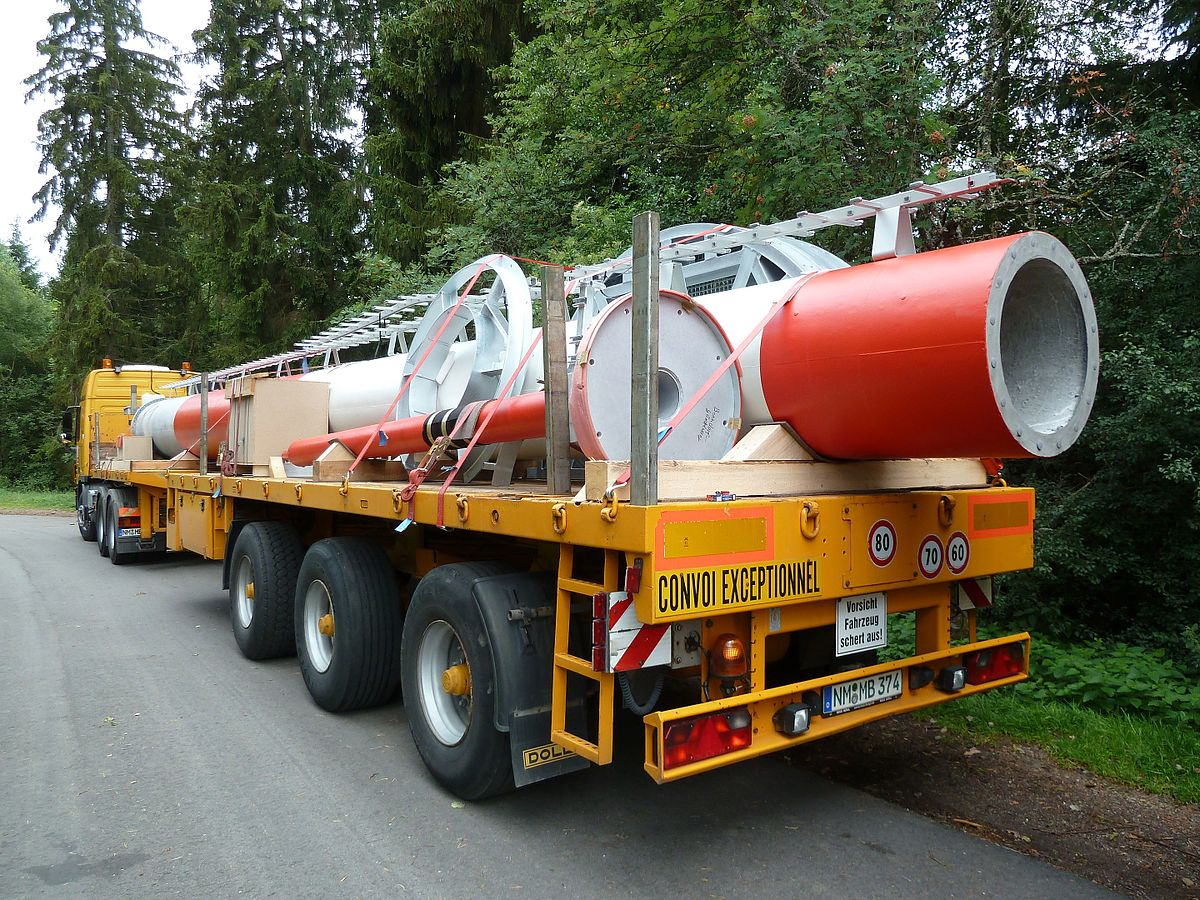 CONVOI EXCEPTIONNEL
80
70
60
Vorsicht
Fahrzeug
schert aus!
NM MB 374
DOLL